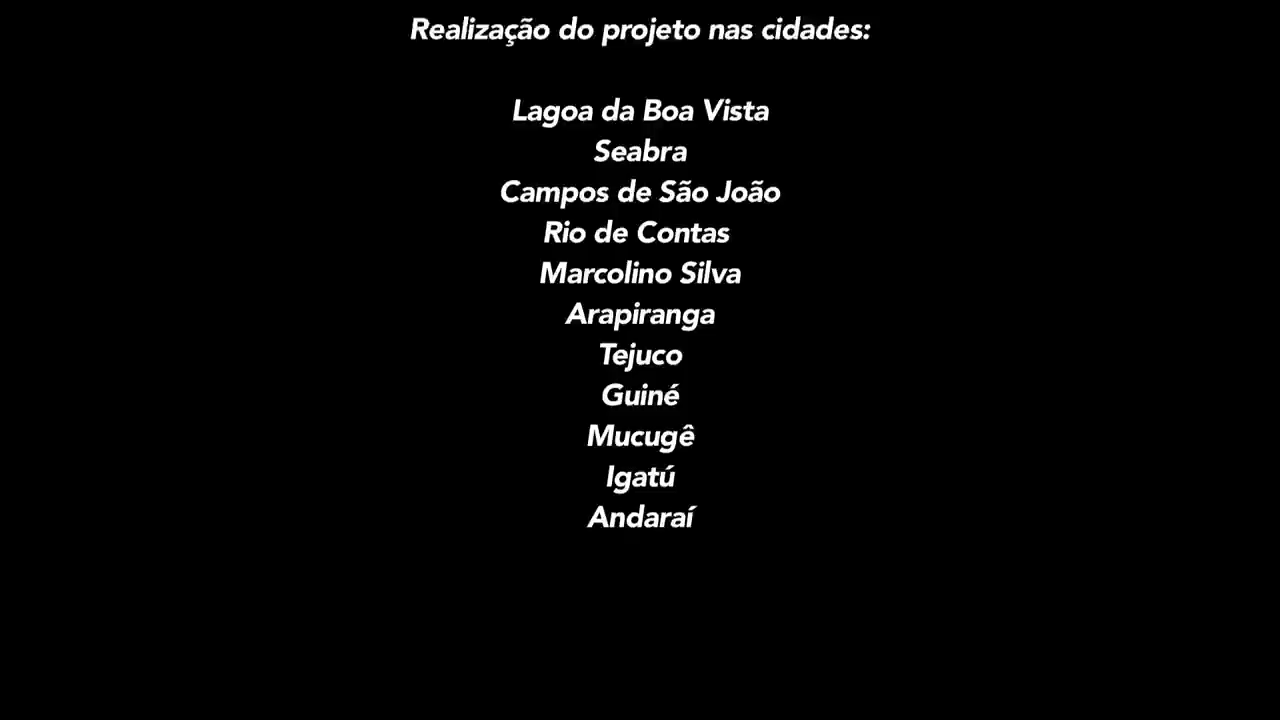 Realização do projeto nas cidades:
Lagoa da Boa Vista
Seabra
Campos de São João
Rio de Contas
Marcolino Silva
Arapiranga
Tejuco
Guiné
Mucugê
Igatú
Andaraí